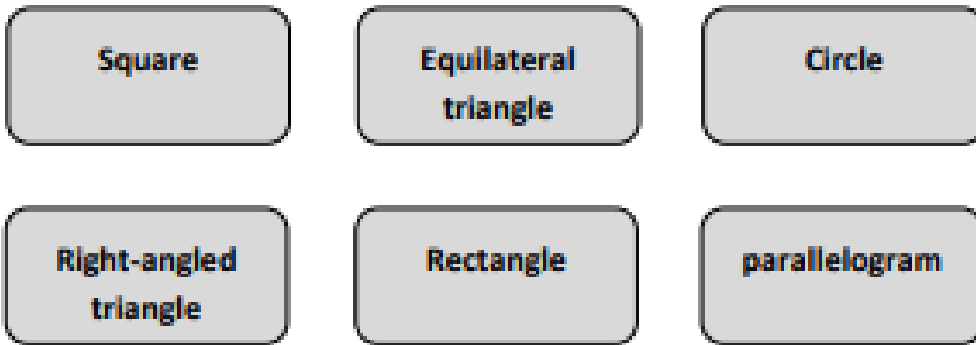 Square
Equilateral
triangle
Circle
Right-angled
triangle
Rectangle
parallelogram